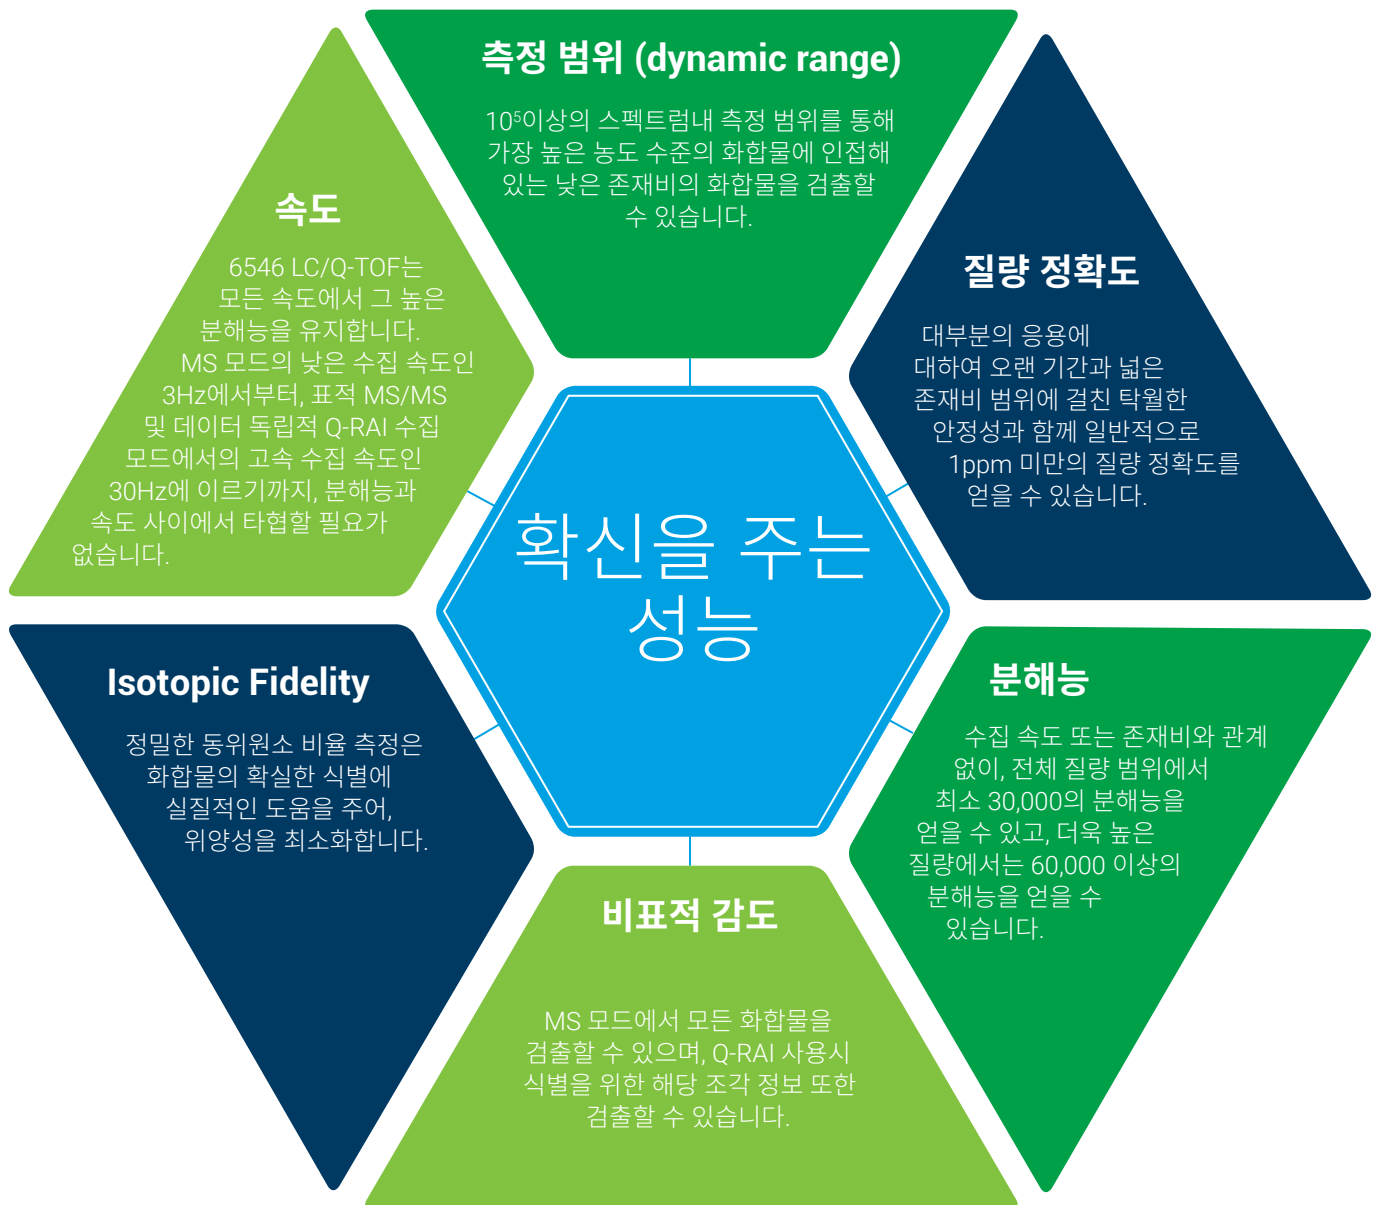 측정 범위 (dynamic range)
10⁵이상의 스펙트럼내 측정 범위를 통해
가장 높은 농도 수준의 화합물에 인접해
있는 낮은 존재비의 화합물을 검출할
수 있습니다.
속도
6546 LC/Q-TOF는
모든 속도에서 그 높은
분해능을 유지합니다.
MS 모드의 낮은 수집 속도인
3Hz에서부터, 표적 MS/MS
및 데이터 독립적 Q-RAI 수집
모드에서의 고속 수집 속도인
30Hz에 이르기까지, 분해능과
속도 사이에서 타협할 필요가
없습니다.
질량 정확도
대부분의 응용에
대하여 오랜 기간과 넓은
존재비 범위에 걸친 탁월한
안정성과 함께 일반적으로
1ppm 미만의 질량 정확도를
얻을 수 있습니다.
확신을 주는
성능
Isotopic Fidelity
정밀한 동위원소 비율 측정은
화합물의 확실한 식별에
실질적인 도움을 주어,
위양성을 최소화합니다.
분해능
수집 속도 또는 존재비와 관계
없이, 전체 질량 범위에서
최소 30,000의 분해능을
얻을 수 있고, 더욱 높은
질량에서는 60,000 이상의
분해능을 얻을 수
있습니다.
비표적 감도
MS 모드에서 모든 화합물을
검출할 수 있으며, Q-RAI 사용시
식별을 위한 해당 조각 정보 또한
검출할 수 있습니다.